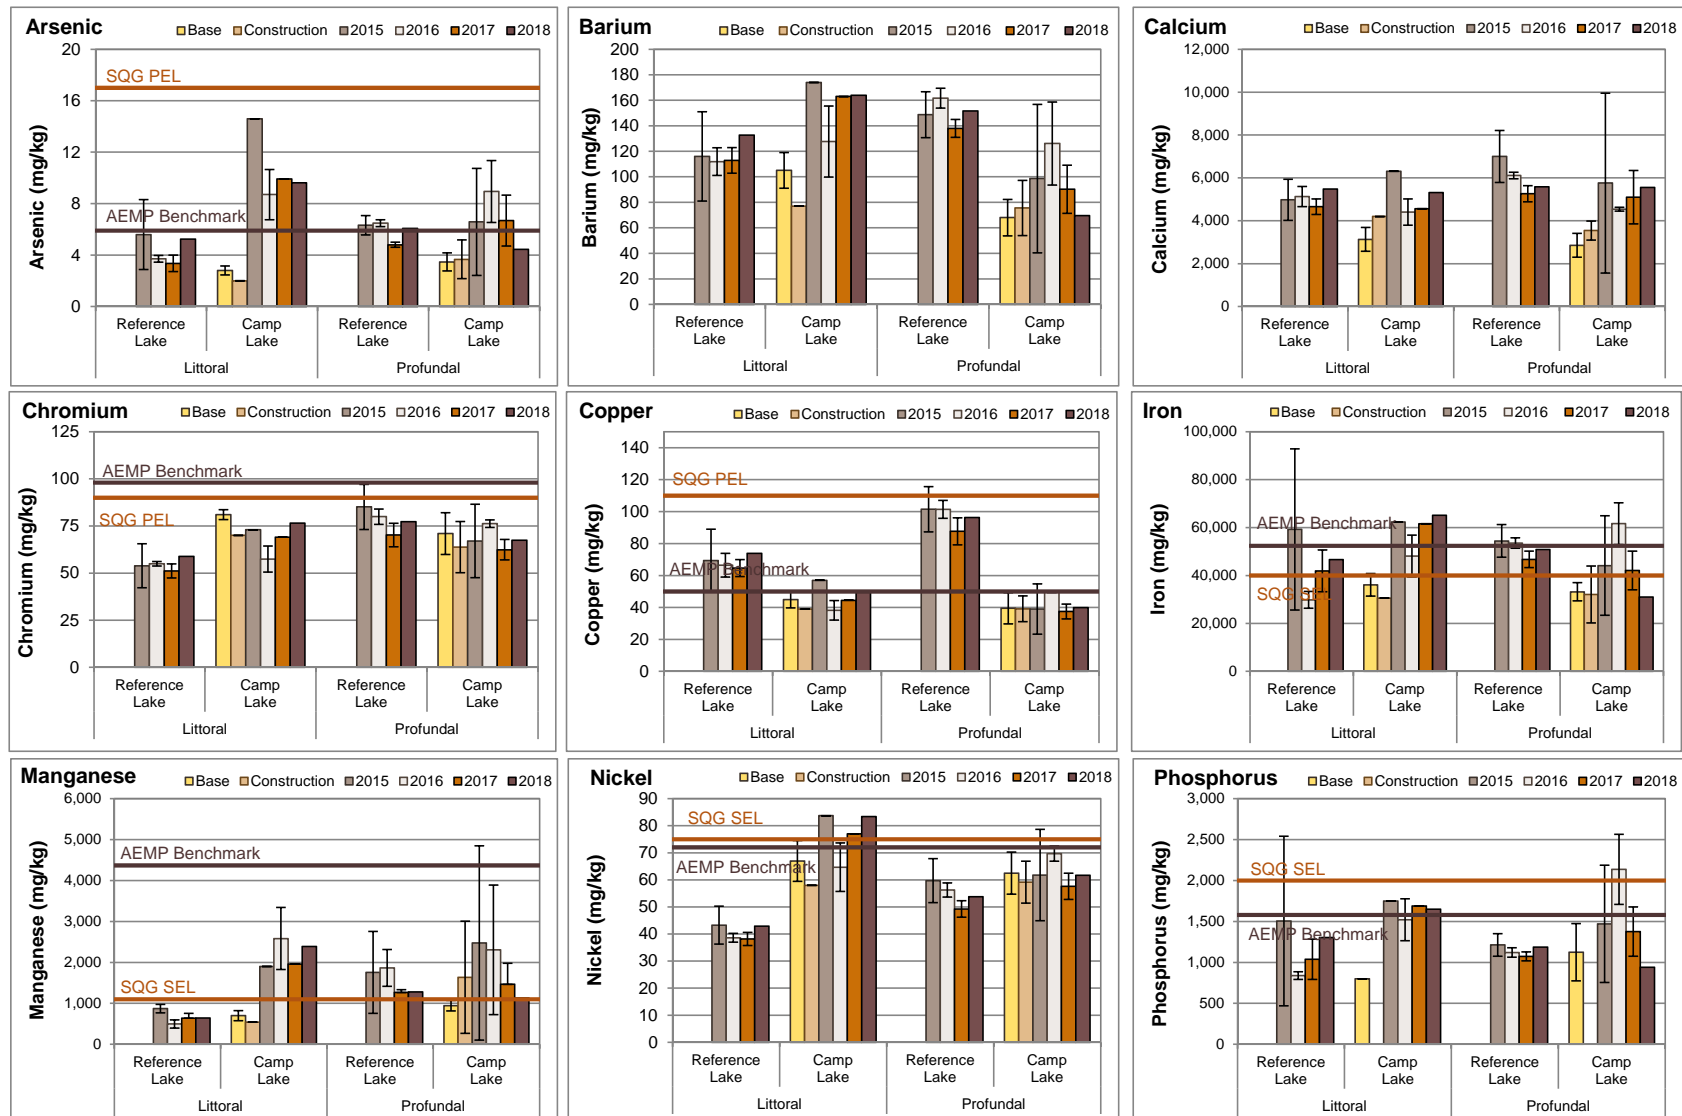 Arsenic
Base Construction 2015 2016 2017 2018
20
16
12
8
4
0
Arsenic (mg/kg)
SQG PEL
AEMP Benchmark
Reference Lake
Camp Lake
Reference Lake
Camp Lake
Littoral
Profundal
Barium
Base Construction 2015 2016 2017 2018
200
180
160
140
120
100
80
60
40
20
0
Barium (mg/kg)
Reference Lake
Camp Lake
Reference Lake
Camp Lake
Littoral
Profundal
Calcium
Base Construction 2015 2016 2017 2018
12,000
10,000
8,000
6,000
4,000
2,000
0
Calcium (mg/kg)
Reference Lake
Camp Lake
Reference Lake
Camp Lake
Littoral
Profundal
Chromium
Base Construction 2015 2016 2017 2018
125
100
75
50
25
0
Chromium (mg/kg)
AEMP Benchmark
SQG PEL
Reference Lake
Camp Lake
Reference Lake
Camp Lake
Littoral
Profundal
Copper
Base Construction 2015 2016 2017 2018
140
120
100
80
60
40
20
0
Copper (mg/kg)
SQG PEL
AEMP Benchmark
Reference Lake
Camp Lake
Reference Lake
Camp Lake
Littoral
Profundal
Iron
Base Construction 2015 2016 2017 2018
100,000
80,000
60,000
40,000
20,000
0
Iron (mg/kg)
AEMP Benchmark
SQG SEL
Reference Lake
Camp Lake
Reference Lake
Camp Lake
Littoral
Profundal
Manganese
Base Construction 2015 2016 2017 2018
6,000
5,000
4,000
3,000
2,000
1,000
0
Manganese (mg/kg)
AEMP Benchmark
SQG SEL
Reference Lake
Camp Lake
Reference Lake
Camp Lake
Littoral
Profundal
Nickel
Base Construction 2015 2016 2017 2018
90
80
70
60
50
40
30
20
10
0
Nickel (mg/kg)
SQG SEL
AEMP Benchmark
Reference Lake
Camp Lake
Reference Lake
Camp Lake
Littoral
Profundal
Phosphorus
Base Construction 2015 2016 2017 2018
3,000
2,500
2,000
1,500
1,000
500
0
Phosphorus (mg/kg)
SQG SEL
AEMP Benchmark
Reference Lake
Camp Lake
Reference Lake
Camp Lake
Littoral
Profundal